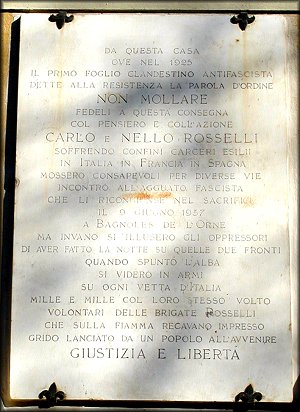 DA QUESTA CASA
OVE NEL 1925
IL PRIMO FOGLIO CLANDESTINO ANTIFASCISTA
DETTE ALLA RESISTENZA LA PAROLA D'ORDINE
NON MOLLARE
FEDELI A QUESTA CONSEGNA
COL PENSIERO E COLL'AZIONE
CARLO E NELLO ROSSELLI
SOFFRENDO CONFINI CARCERI ESILII
IN ITALIA IN FRANCIA IN SPAGNA
MOSSERO CONSAPEVOLI PER DIVERSE VIE
INCONTRO ALL'AGGUATO FASCISTA
CHE LI RICONGIUNSE NEL SACRIFICIO
IL 9 GIUGNO 1937
A BAGNOLES DE L'ORNE
MA INVANO SI ILLUSERO GLI OPPRESSORI
DI AVER FATTO LA NOTTE SU QUELLE DUE FRONTI
QUANDO SPUNTÒ L'ALBA
SI VIDERO IN ARMI
SU OGNI VETTA D'ITALIA
MILLE E MILLE COL LORO STESSO VOLTO
VOLONTARI DELLE BRIGATE ROSSELLI
CHE SULLA FIAMMA RECAVANO IMPRESSO
GRIDO LANCIATO DA UN POPOLO ALL'AVVENIRE
GIUSTIZIA E LIBERTÀ